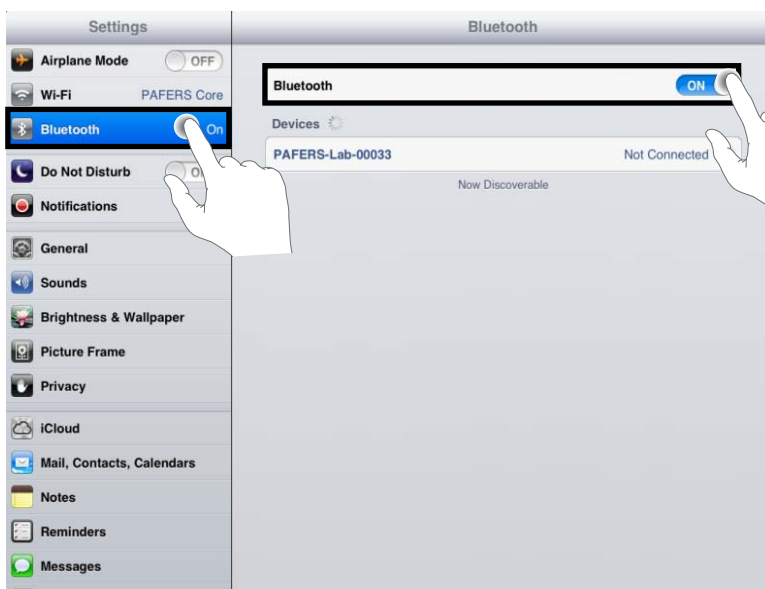 Settings
Airplane Mode OFF
Wi-Fi PAFERS Core
Bluetooth On
Do Not Disturb
Notifications
General
Sounds
Brightness & Wallpaper
Picture Frame
Privacy
iCloud
Mail, Contacts, Calendars
Notes
Reminders
Messages
Bluetooth
Bluetooth ON
Devices
PAFERS-Lab-00033 Not Connected
Now Discoverable